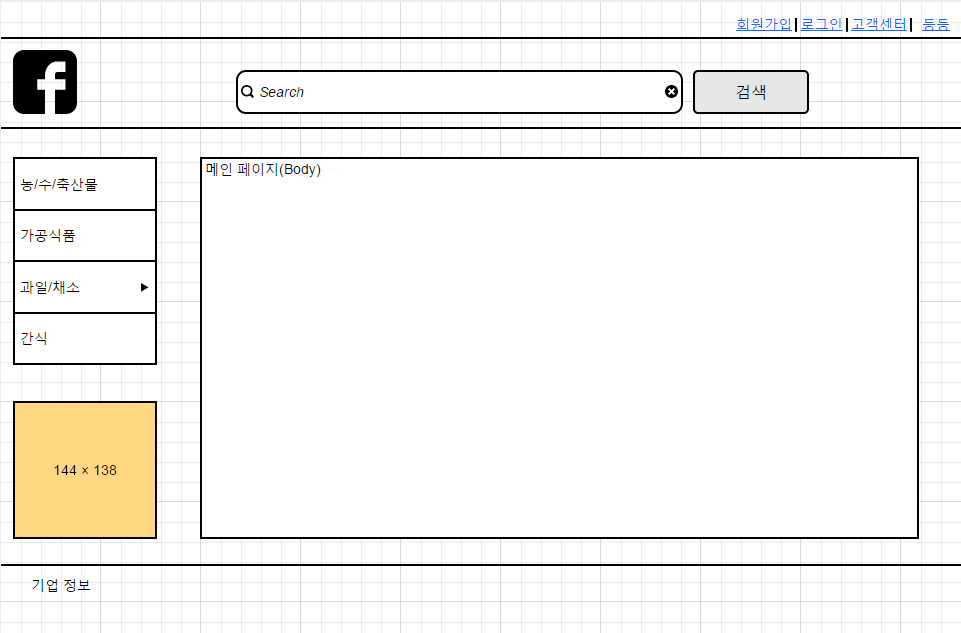 회원가입 | 로그인 | 고객센터 | 등등
f
Search
검색
농/수/축산물
가공식품
과일/채소
간식
메인 페이지(Body)
144 × 138
기업 정보